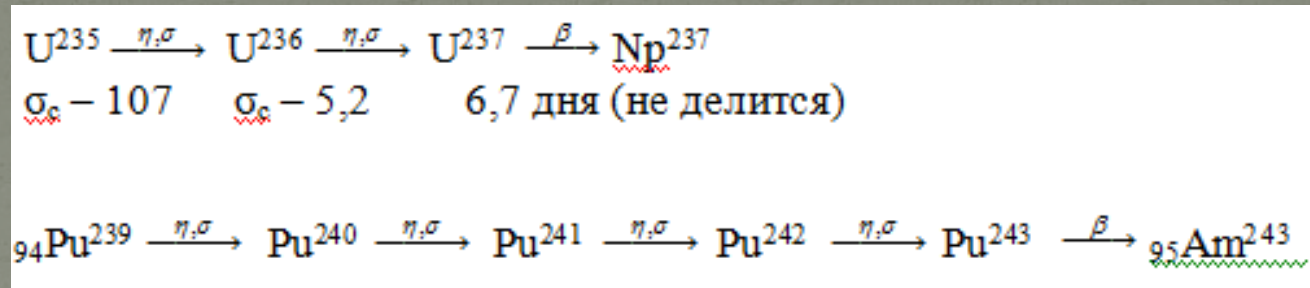 U²³⁵ —η,σ→ U²³⁶ —η,σ→ U²³⁷ —β→ Np²³⁷
σc – 107 σc – 5,2 6,7 дня (не делится)
₉₄Pu²³⁹ —η,σ→ Pu²⁴⁰ —η,σ→ Pu²⁴¹ —η,σ→ Pu²⁴² —η,σ→ Pu²⁴³ —β→ ₉₅Am²⁴³